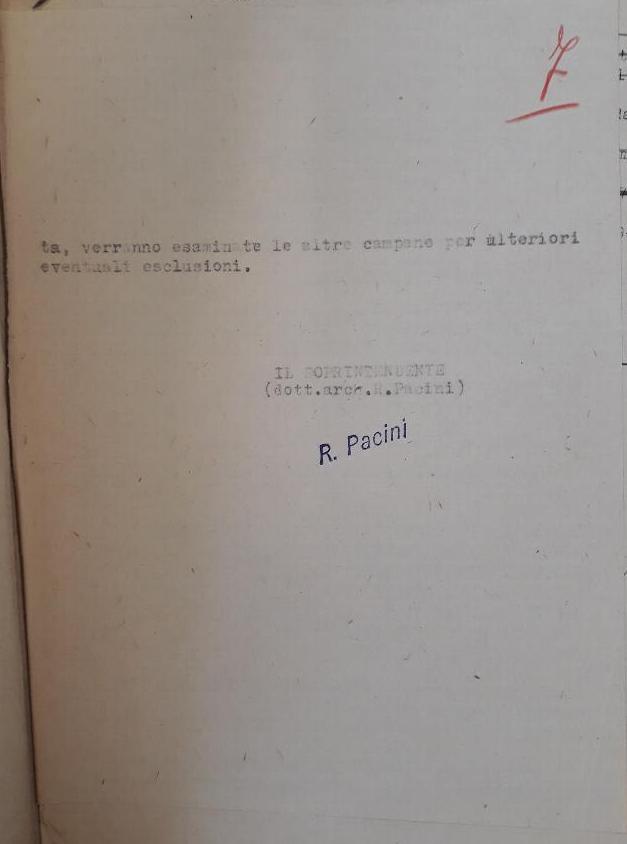 7
ta, verranno esaminate le altre campane per ulteriori
eventuali esclusioni.
IL SOPRINTENDENTE
(dott.arch.R.Pacini)
R. Pacini